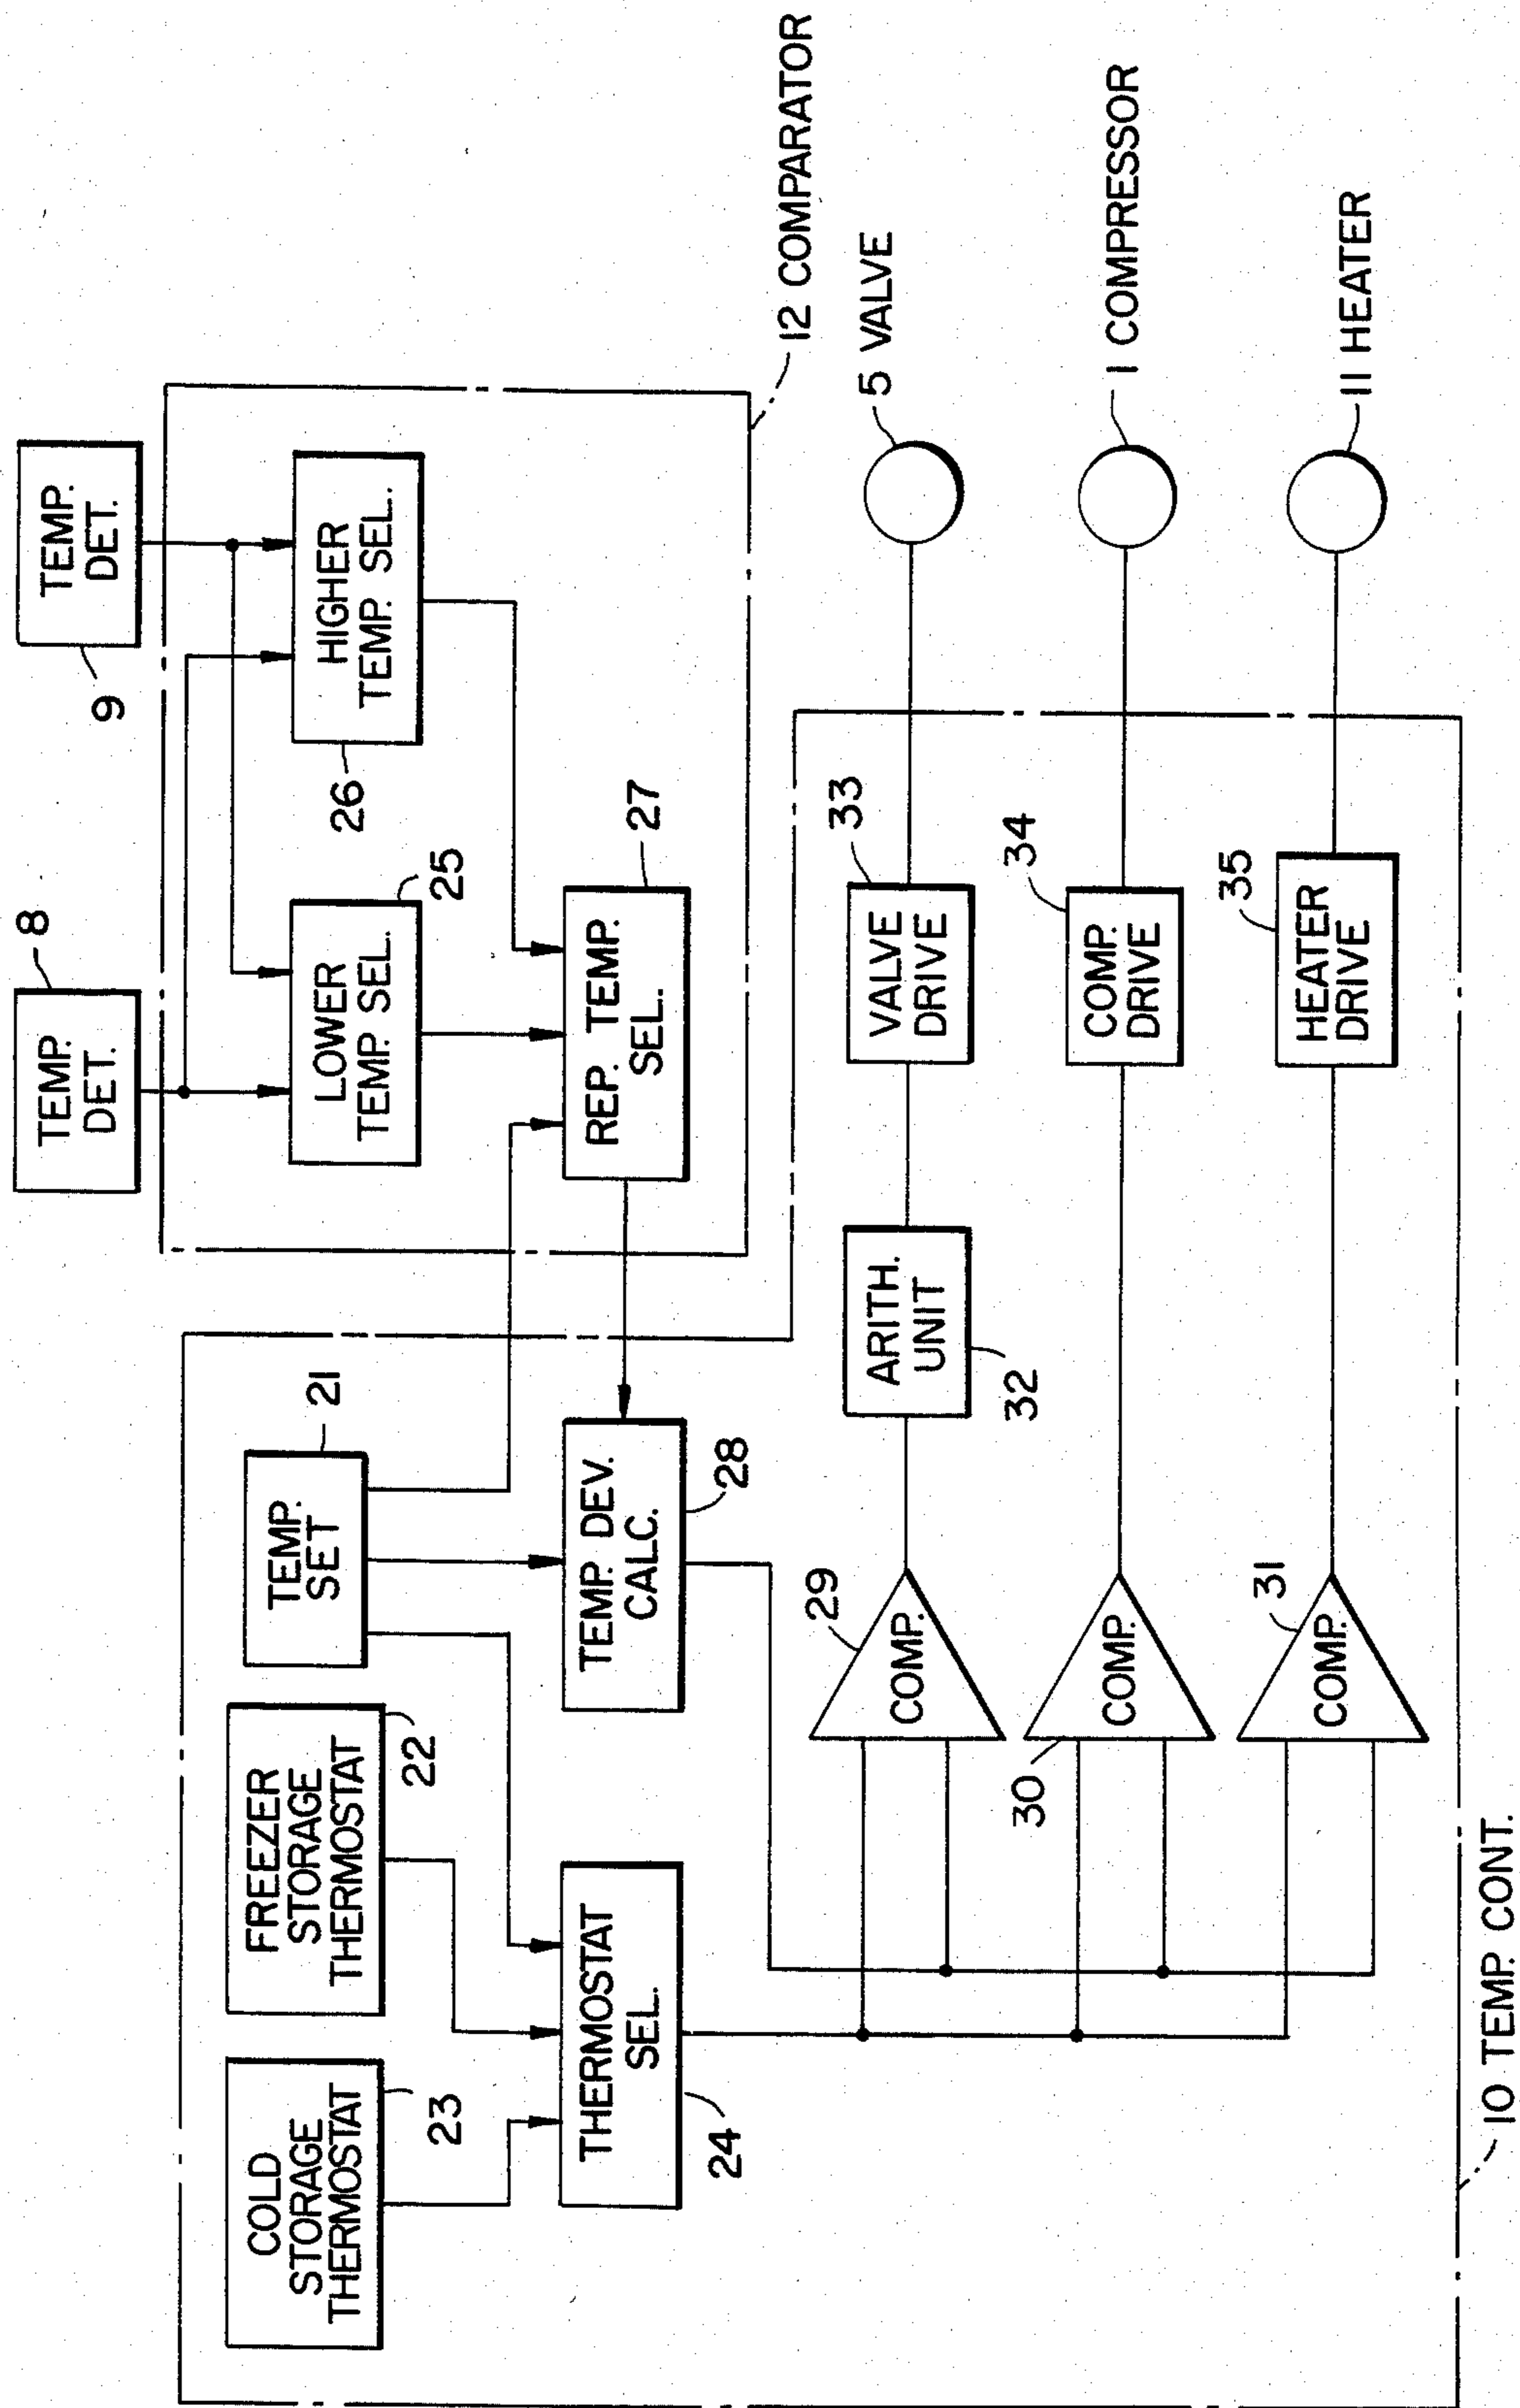 8
TEMP.
DET.
9
TEMP.
DET.
COLD
STORAGE
THERMOSTAT
23
FREEZER
STORAGE
THERMOSTAT
22
TEMP.
SET
21
LOWER
TEMP. SEL.
25
HIGHER
TEMP. SEL.
26
THERMOSTAT
SEL.
24
TEMP. DEV.
CALC.
28
REP. TEMP.
SEL.
27
12 COMPARATOR
COMP.
29
ARITH.
UNIT
32
VALVE
DRIVE
33
5 VALVE
COMP.
30
COMP.
DRIVE
34
1 COMPRESSOR
COMP.
31
HEATER
DRIVE
35
11 HEATER
10 TEMP. CONT.